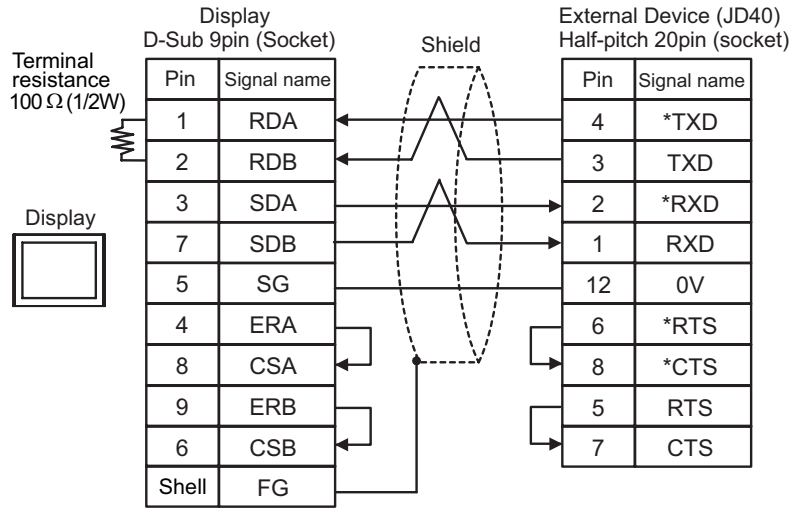 Display
D-Sub 9pin (Socket)
Shield
External Device (JD40)
Half-pitch 20pin (socket)
Terminal
resistance
100 Ω (1/2W)
Pin Signal name Pin Signal name
1 RDA 4 *TXD
2 RDB 3 TXD
3 SDA 2 *RXD
Display
7 SDB 1 RXD
5 SG 12 0V
4 ERA 6 *RTS
8 CSA 8 *CTS
9 ERB 5 RTS
6 CSB 7 CTS
Shell FG